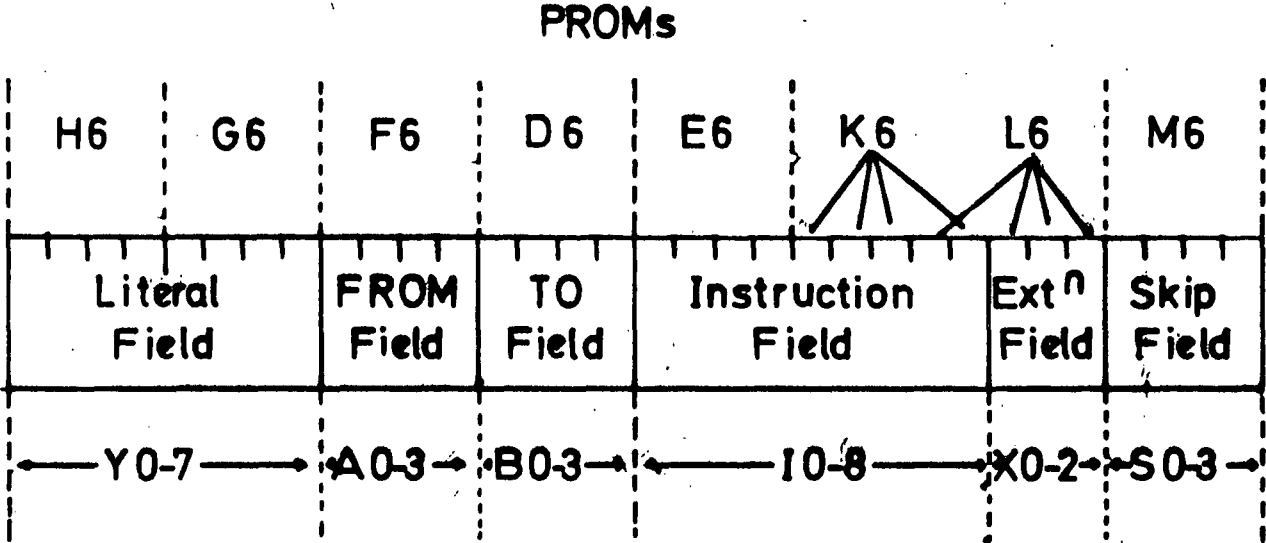 PROMs
H6 G6 F6 D6 E6 K6 L6 M6
Literal FROM TO Instruction Extⁿ Skip
Field Field Field Field Field Field
Y0-7 A0-3 B0-3 I0-8 X0-2 S0-3